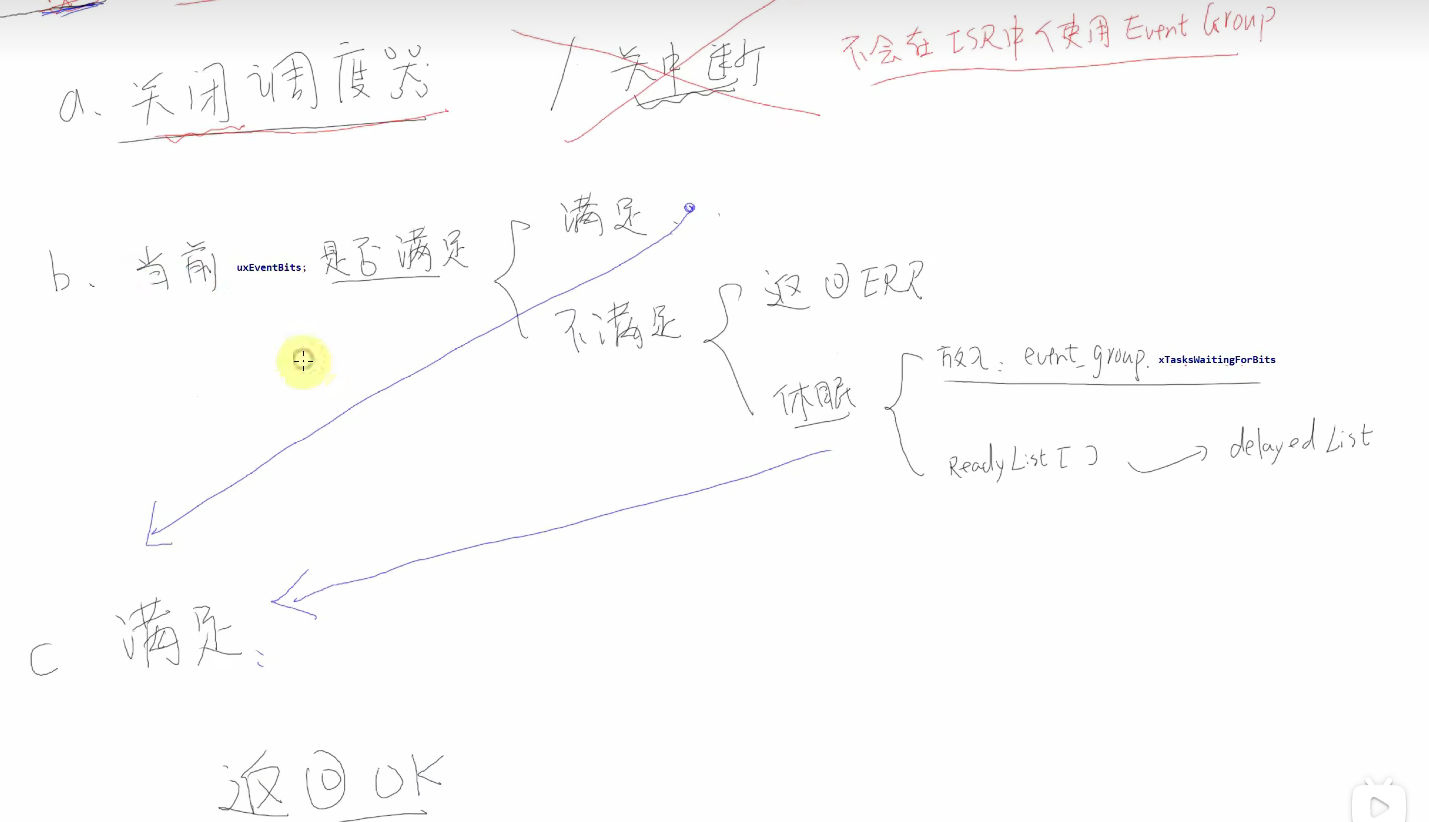 a、关闭调度器 / 关中断 不会在ISR中使用Event Group
b、当前 uxEventBits; 是否满足
满足
不满足
返回ERR
休眠
放入: event_group. xTasksWaitingForBits
ReadyList[] → delayed List
c 满足:
返回OK